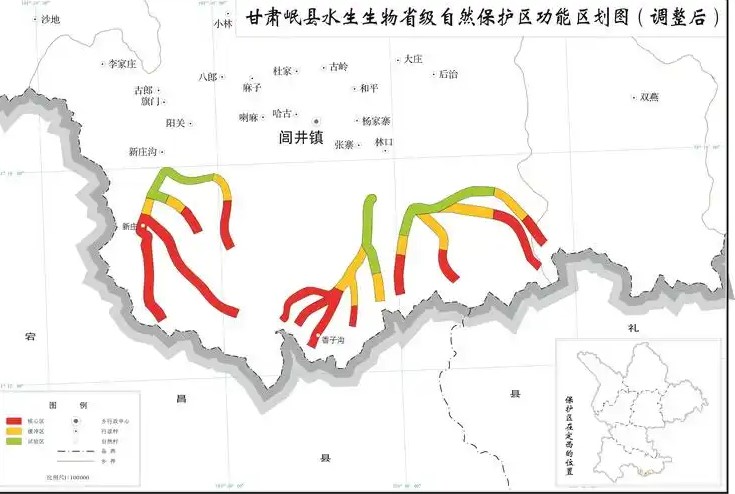 甘肃岷县水生生物省级自然保护区功能区划图(调整后)
沙地
小林
李家庄
八郎
杜家
古岭
大庄
后治
古郎
旗门
麻子
和平
双燕
阳关
喇嘛
哈古
杨家寨
闾井镇
张寨
林口
新庄沟
新庄
香子沟
宕
昌
县
礼
县
图 例
核心区
乡行政中心
缓冲区
行政村
试验区
自然村
县 界
乡 界
比例尺1:100000
保护区在定西的位置